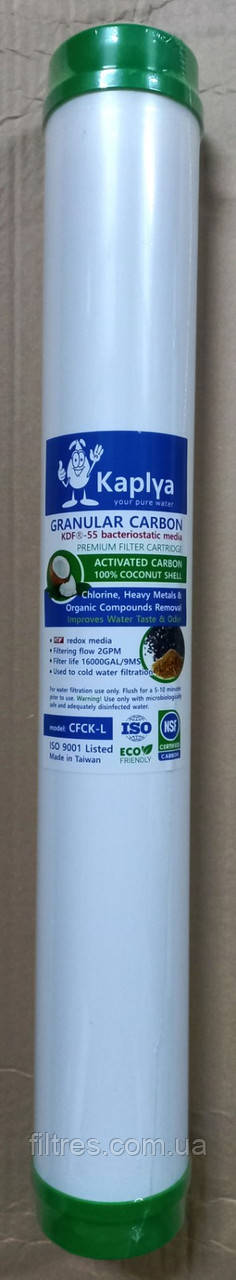 Kaplya
your pure water
GRANULAR CARBON
KDF®-55 bacteriostatic media
PREMIUM FILTER CARTRIDGE
ACTIVATED CARBON
100% COCONUT SHELL
Chlorine, Heavy Metals &
Organic Compounds Removal
Improves Water Taste & Odor
KDF redox media
• Filtering flow 2GPM
• Filter life 16000GAL/9MS
• Used to cold water filtration
For water filtration use only. Flush for a 5-10 minutes
prior to use. Warning! Use only with microbiologically
safe and adequately disinfected water.
model: CFCK-L
ISO
NSF
CERTIFIED
CARBON
ISO 9001 Listed
Made in Taiwan
ECO
FRIENDLY
filtres.com.ua